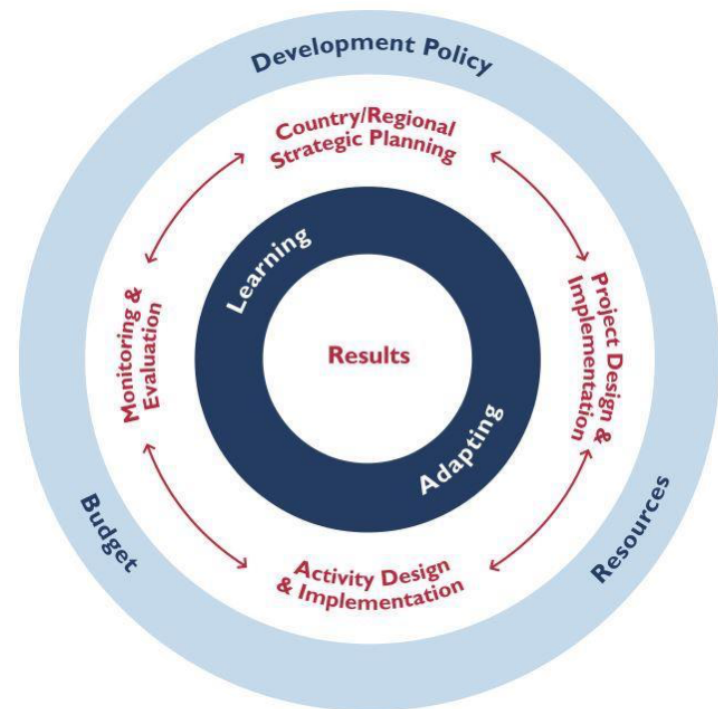 Development Policy
Country/Regional
Strategic Planning
Learning
Monitoring &
Evaluation
Results
Project Design &
Implementation
Adapting
Budget
Resources
Activity Design
& Implementation